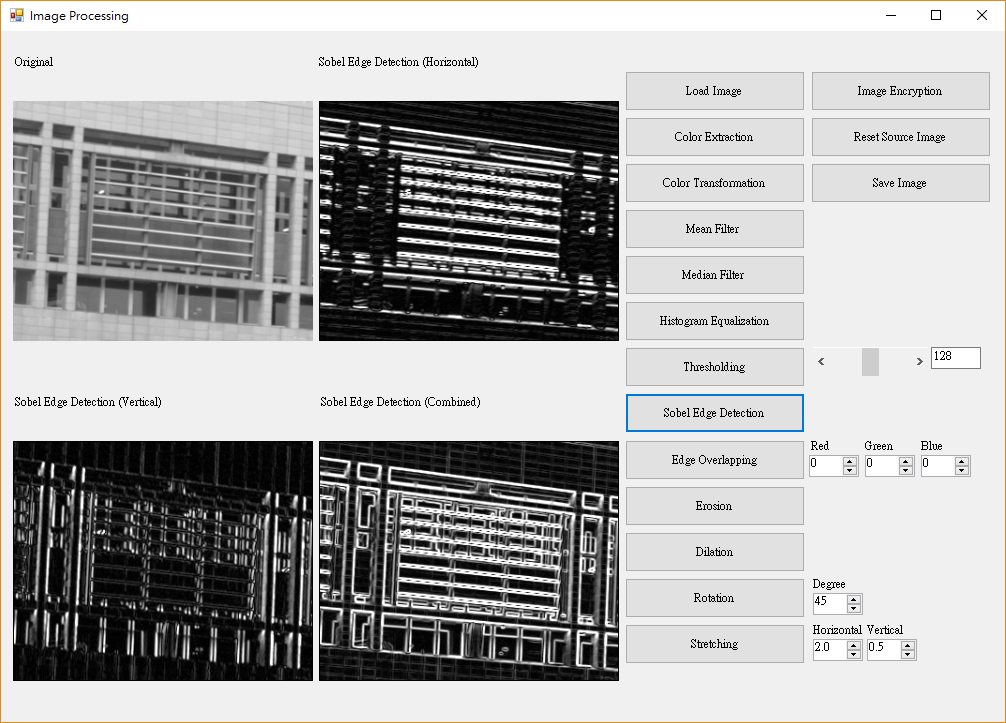 Image Processing
Original
Sobel Edge Detection (Horizontal)
Sobel Edge Detection (Vertical)
Sobel Edge Detection (Combined)
Load Image
Image Encryption
Color Extraction
Reset Source Image
Color Transformation
Save Image
Mean Filter
Median Filter
Histogram Equalization
Thresholding
128
Sobel Edge Detection
Edge Overlapping
Red Green Blue
0 0 0
Erosion
Dilation
Rotation
Degree
45
Stretching
Horizontal Vertical
2.0 0.5